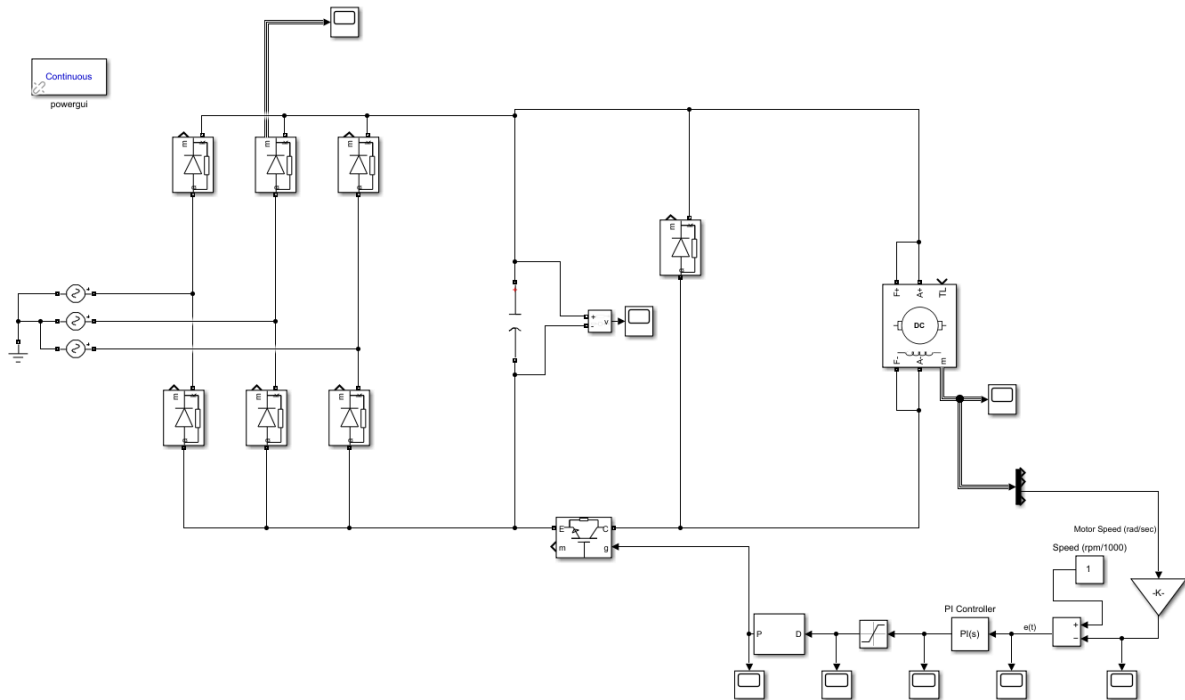 Continuous
powergui
E
E
E
E
+
-
v
F+
A+
TL
DC
F-
A-
m
E
E
E
E
C
m
g
Motor Speed (rad/sec)
Speed (rpm/1000)
1
-K-
PI Controller
P
D
PI(s)
e(t)
+
−